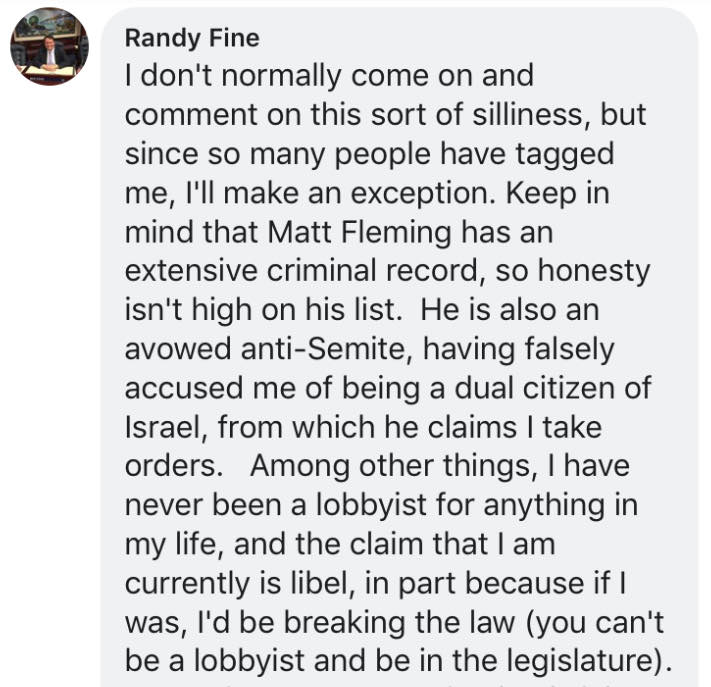 Randy Fine
I don't normally come on and
comment on this sort of silliness, but
since so many people have tagged
me, I'll make an exception. Keep in
mind that Matt Fleming has an
extensive criminal record, so honesty
isn't high on his list.  He is also an
avowed anti-Semite, having falsely
accused me of being a dual citizen of
Israel, from which he claims I take
orders.   Among other things, I have
never been a lobbyist for anything in
my life, and the claim that I am
currently is libel, in part because if I
was, I'd be breaking the law (you can't
be a lobbyist and be in the legislature).